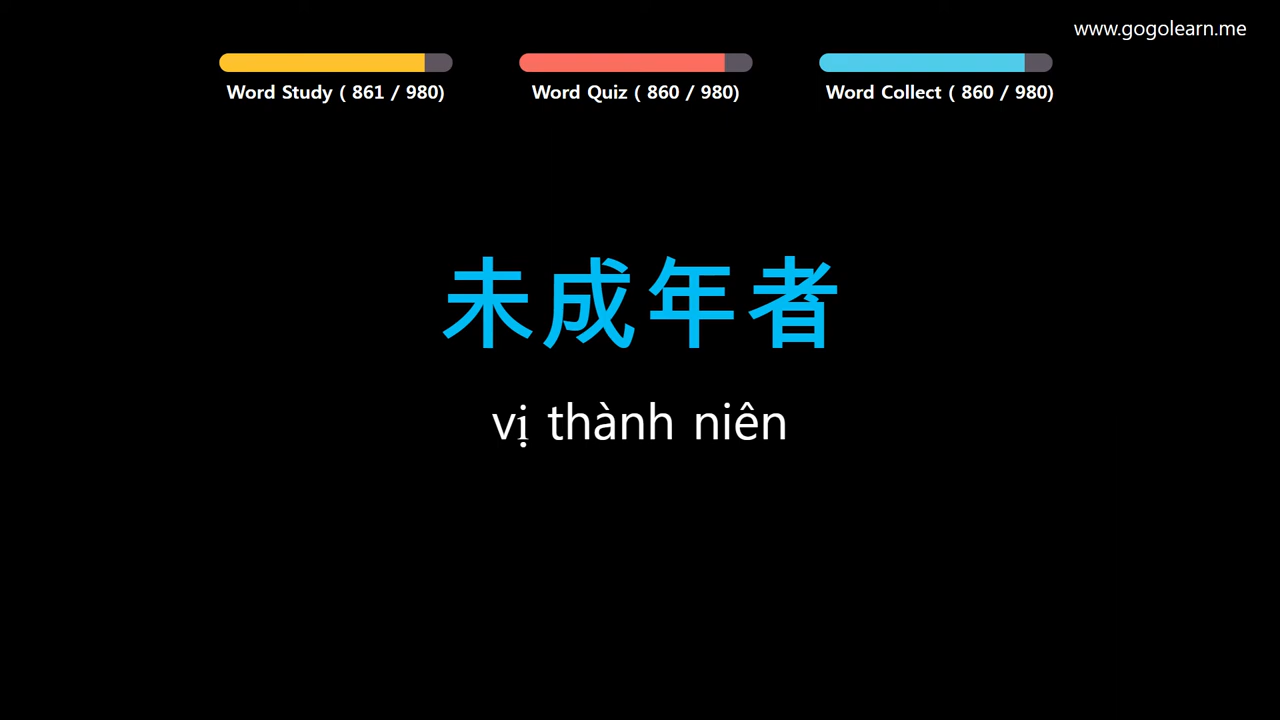 www.gogolearn.me
Word Study ( 861 / 980)
Word Quiz ( 860 / 980)
Word Collect ( 860 / 980)
未成年者
vị thành niên